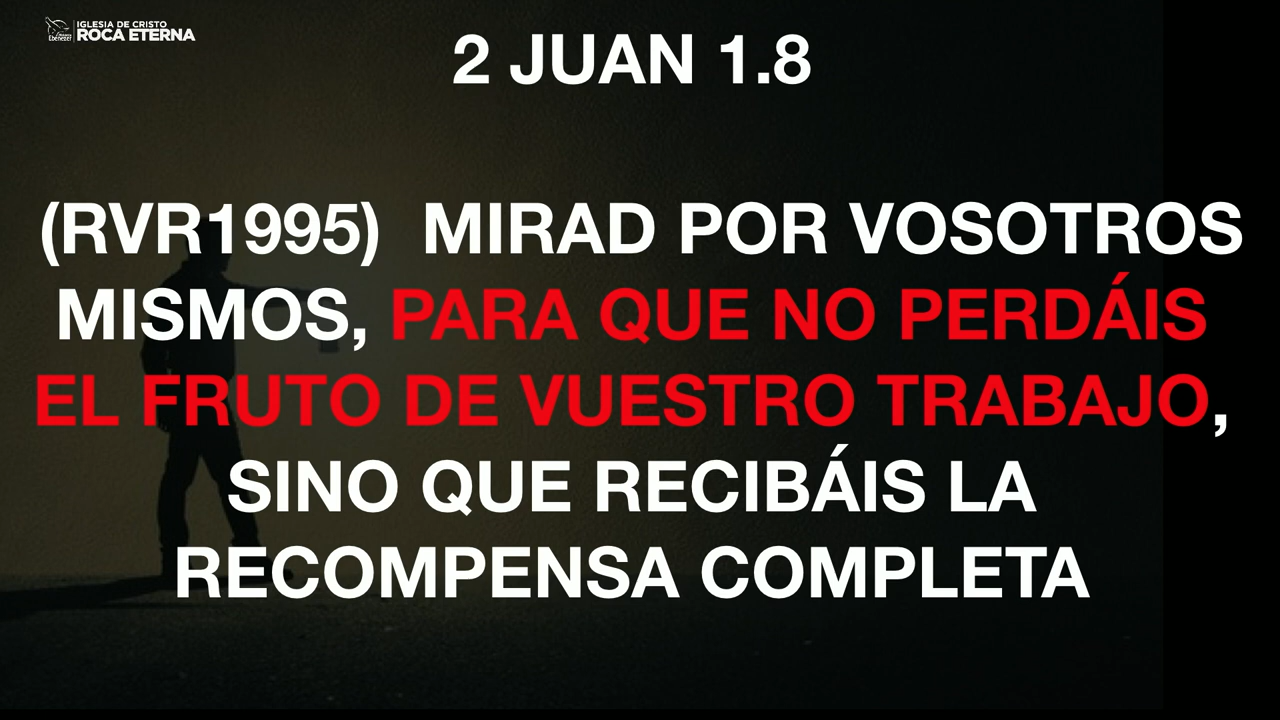 IGLESIA DE CRISTO
ROCA ETERNA
Ebenezer
2 JUAN 1.8
(RVR1995) MIRAD POR VOSOTROS
MISMOS, PARA QUE NO PERDÁIS
EL FRUTO DE VUESTRO TRABAJO,
SINO QUE RECIBÁIS LA
RECOMPENSA COMPLETA